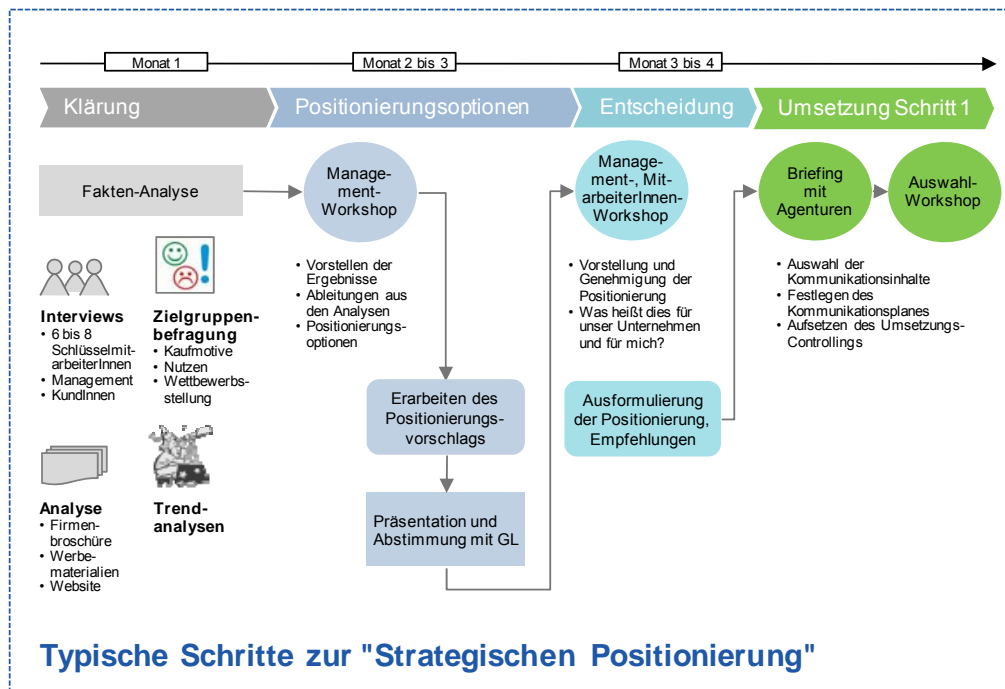 Monat 1
Monat 2 bis 3
Monat 3 bis 4
Klärung
Positionierungsoptionen
Entscheidung
Umsetzung Schritt 1
Fakten-Analyse
Manage-
ment-
Workshop
Manage-
ment-, Mit-
arbeiterInnen-
Workshop
Briefing
mit
Agenturen
Auswahl-
Workshop
Interviews
• 6 bis 8
Schlüsselmit-
arbeiterInnen
• Management
• KundInnen
Zielgruppen-
befragung
• Kaufmotive
• Nutzen
• Wettbewerbs-
stellung
• Vorstellen der
Ergebnisse
• Ableitungen aus
den Analysen
• Positionierungs-
optionen
• Vorstellung und
Genehmigung der
Positionierung
• Was heißt dies für
unser Unternehmen
und für mich?
• Auswahl der
Kommunikationsinhalte
• Festlegen des
Kommunikationsplanes
• Aufsetzen des Umsetzungs-
Controllings
Erarbeiten des
Positionierungs-
vorschlags
Ausformulierung
der Positionierung,
Empfehlungen
Analyse
• Firmen-
broschüre
• Werbe-
materialien
• Website
Trend-
analysen
Präsentation und
Abstimmung mit GL
Typische Schritte zur "Strategischen Positionierung"